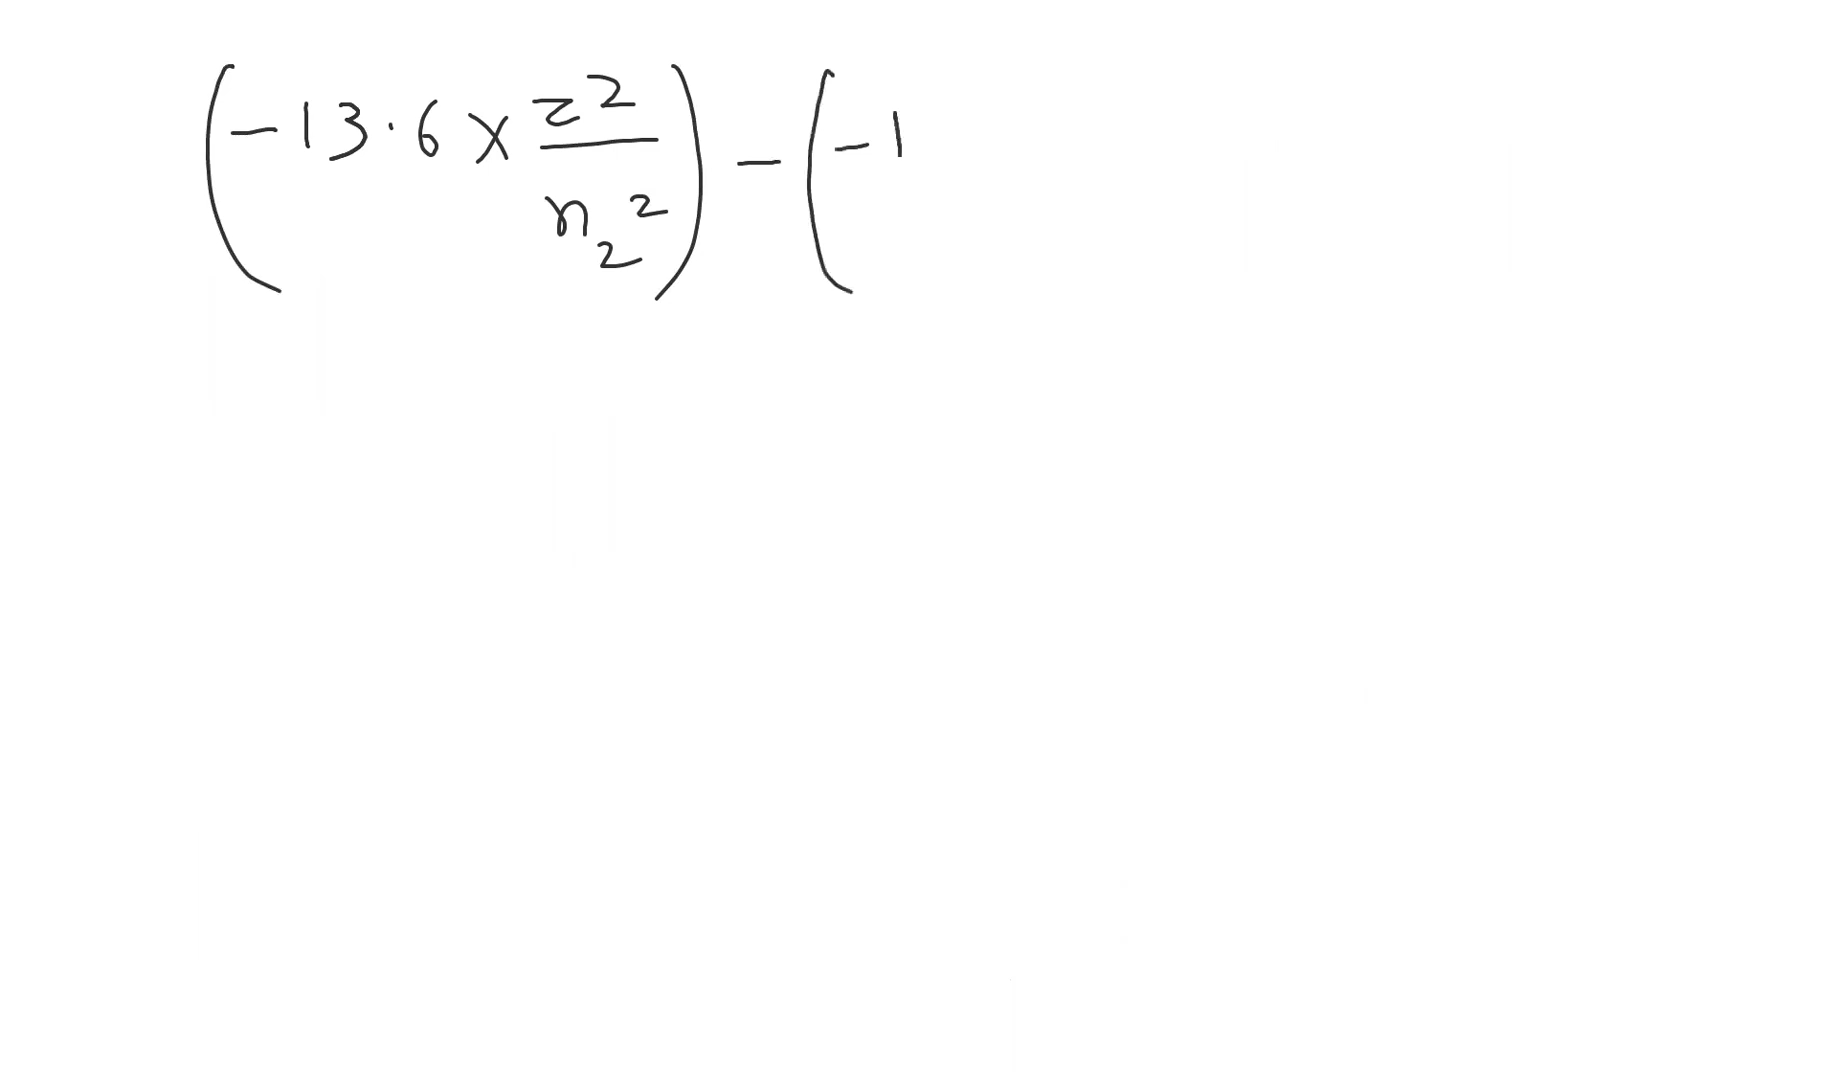 (-13.6 × z²/n₂²) - (-1